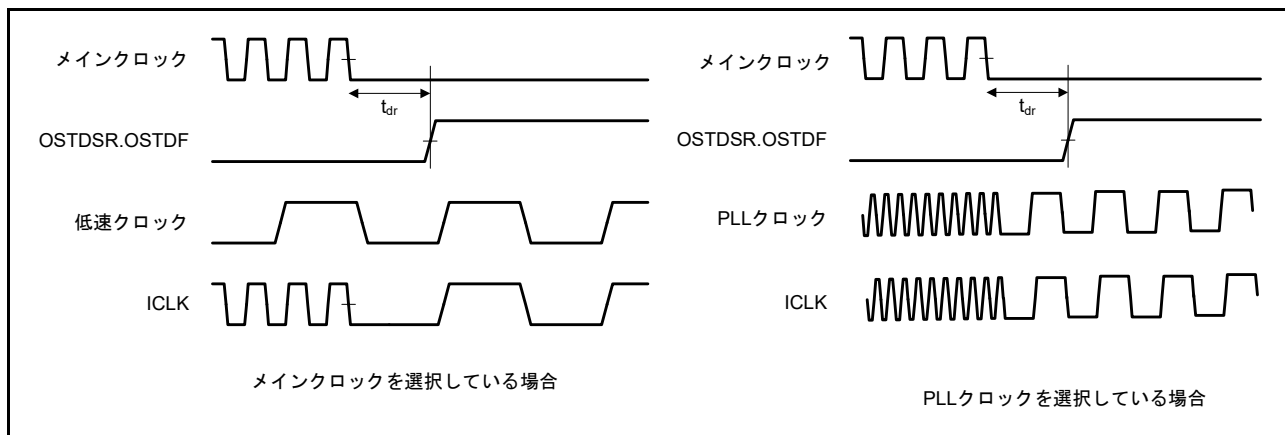 メインクロック
tdr
OSTDSR.OSTDF
低速クロック
ICLK
メインクロックを選択している場合
メインクロック
tdr
OSTDSR.OSTDF
PLLクロック
ICLK
PLLクロックを選択している場合